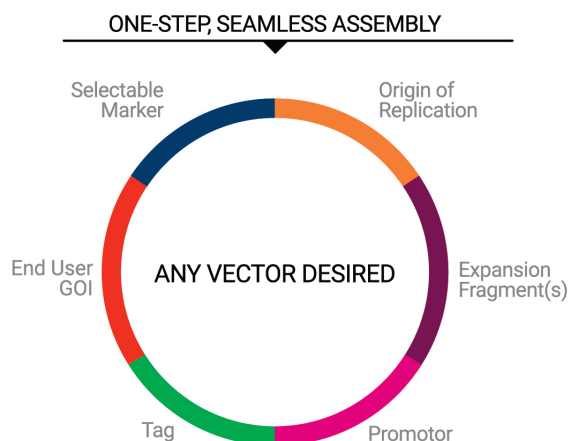 ONE-STEP, SEAMLESS ASSEMBLY
Selectable
Marker
Origin of
Replication
End User
GOI
ANY VECTOR DESIRED
Expansion
Fragment(s)
Tag
Promotor